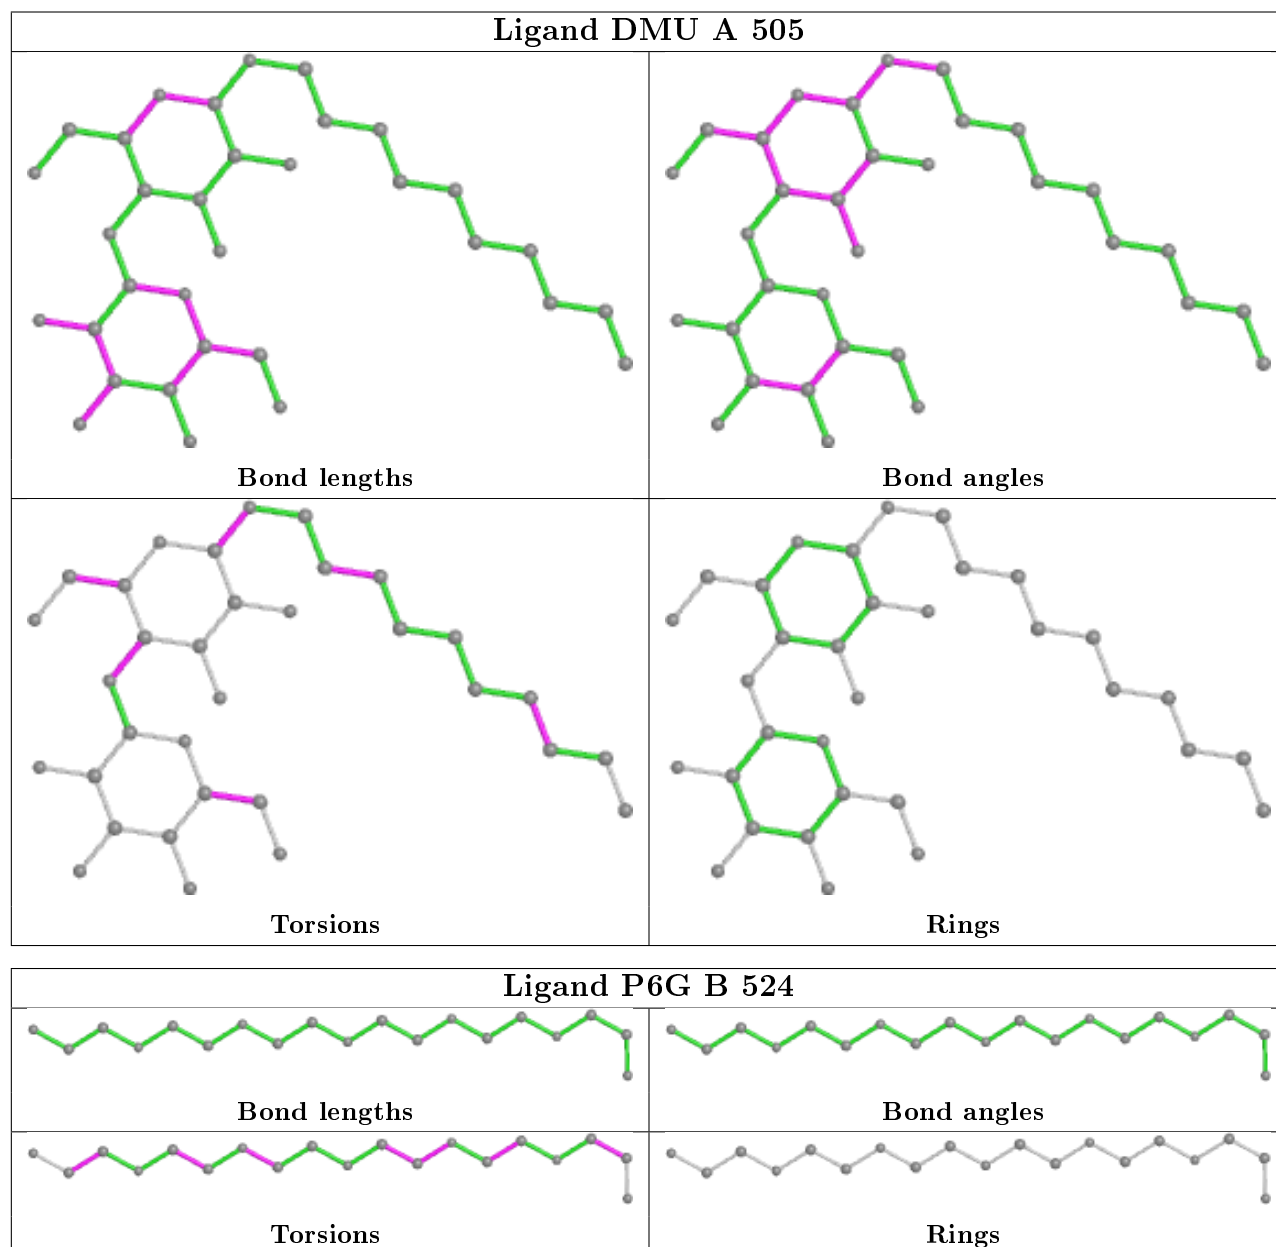 Ligand DMU A 505
Bond lengths
Bond angles
Torsions
Rings
Ligand P6G B 524
Bond lengths
Bond angles
Torsions
Rings